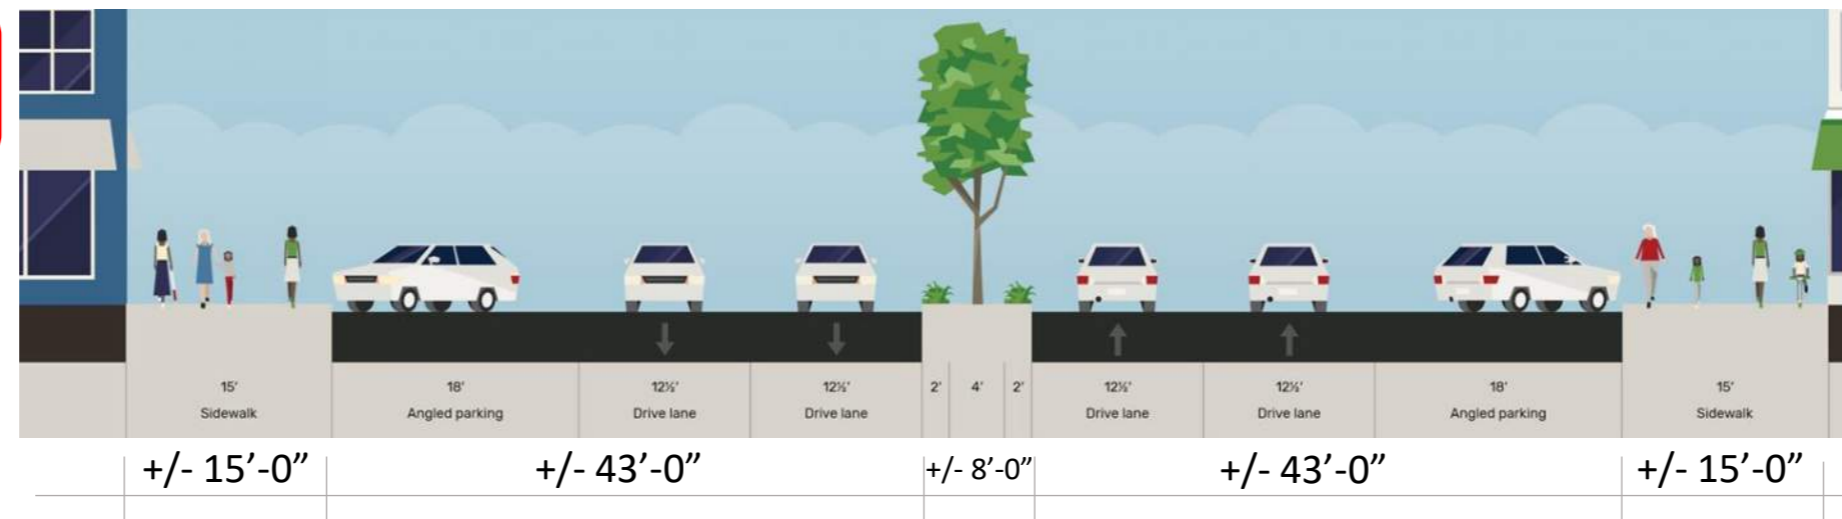 15' 18' 12½' 12½' 2' 4' 2' 12½' 12½' 18' 15'
Sidewalk Angled parking Drive lane Drive lane Drive lane Drive lane Angled parking Sidewalk
+/- 15’-0” +/- 43’-0” +/- 8’-0” +/- 43’-0” +/- 15’-0”